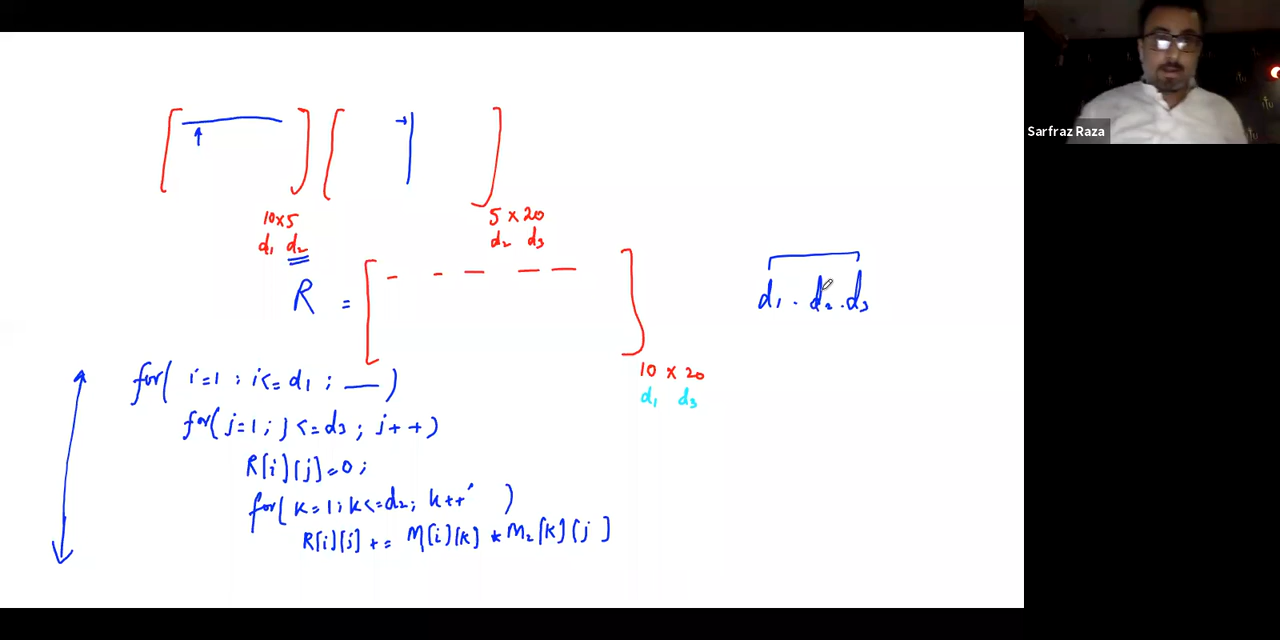 10x5
d₁ d₂
5 x 20
d₂ d₃
R =
d₁ . d₂ . d₃
10 x 20
d₁ d₃
for( i=1 ; i<= d₁ ; — )
for( j=1; j<=d₃ ; j++)
R[i][j]=0;
for( k=1; k<=d₂; k++ )
R[i][j] += M[i][k] * M₂[k][j]
Sarfraz Raza